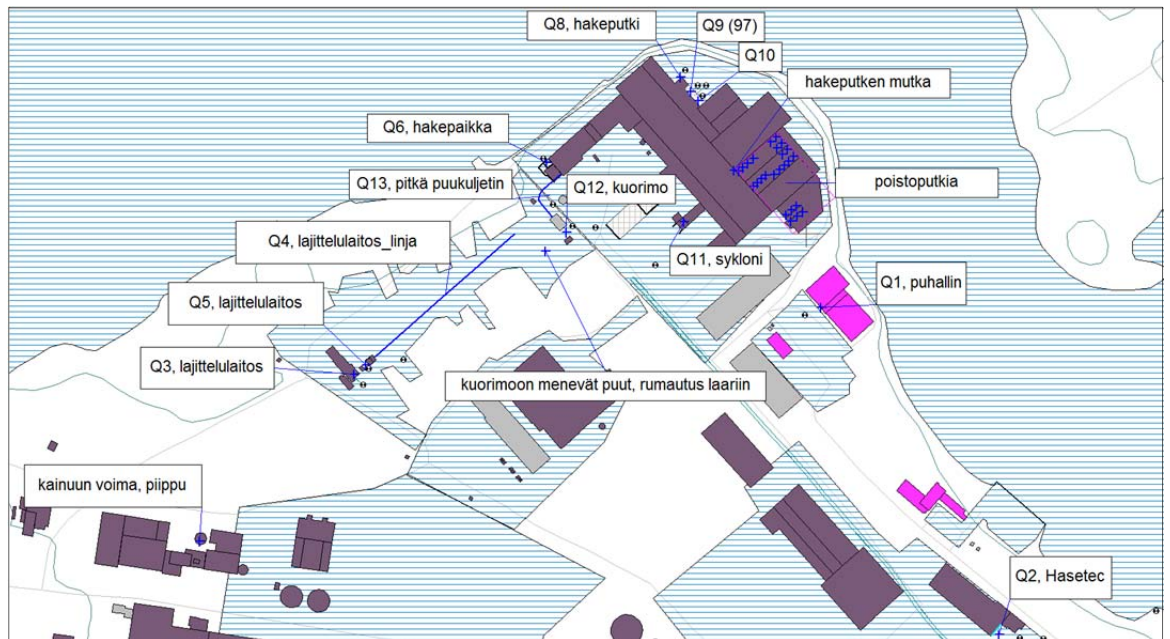 Q8, hakeputki
Q9 (97)
Q10
hakeputken mutka
Q6, hakepaikka
Q13, pitkä puukuljetin
Q12, kuorimo
poistoputkia
Q4, lajittelulaitos_linja
Q11, sykloni
Q5, lajittelulaitos
Q1, puhallin
Q3, lajittelulaitos
kuorimoon menevät puut, rumautus laariin
kainuun voima, piippu
Q2, Hasetec